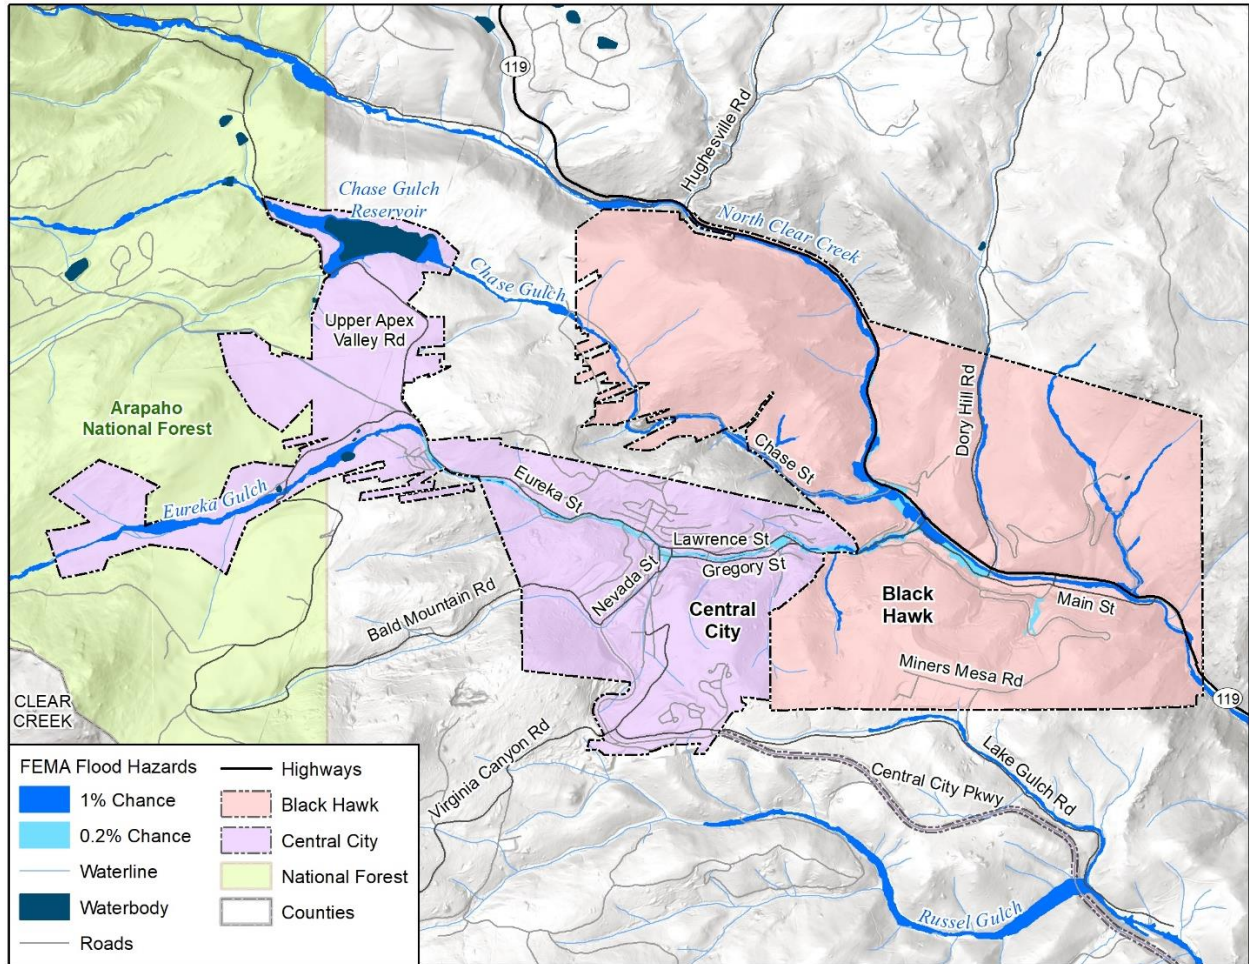 119
Hughesville Rd
Chase Gulch
Reservoir
North Clear Creek
Chase Gulch
Upper Apex
Valley Rd
Arapaho
National Forest
Dory Hill Rd
Chase St
Eureka Gulch
Eureka St
Lawrence St
Gregory St
Nevada St
Bald Mountain Rd
Central
City
Black
Hawk
Main St
Miners Mesa Rd
CLEAR
CREEK
119
Virginia Canyon Rd
Lake Gulch Rd
Central City Pkwy
Russel Gulch
FEMA Flood Hazards
1% Chance
0.2% Chance
Waterline
Waterbody
Roads
Highways
Black Hawk
Central City
National Forest
Counties